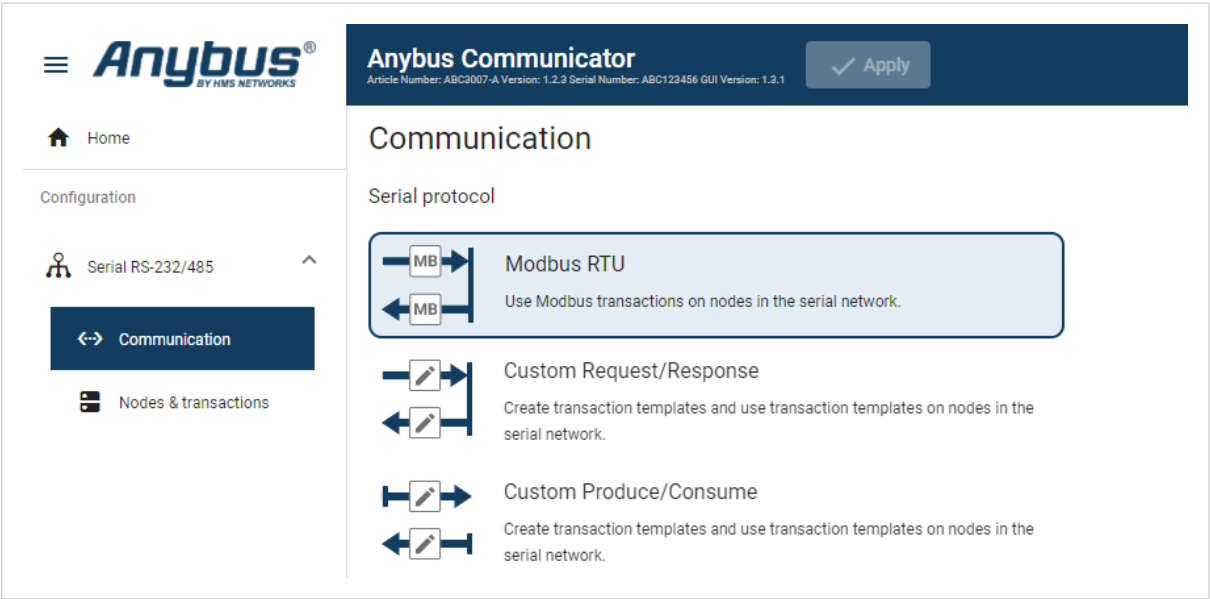 Anybus®
BY HMS NETWORKS
Anybus Communicator
Article Number: ABC3007-A Version: 1.2.3 Serial Number: ABC123456 GUI Version: 1.3.1
Apply
Home
Configuration
Serial RS-232/485
Communication
Nodes & transactions
Communication
Serial protocol
MB
MB
Modbus RTU
Use Modbus transactions on nodes in the serial network.
Custom Request/Response
Create transaction templates and use transaction templates on nodes in the
serial network.
Custom Produce/Consume
Create transaction templates and use transaction templates on nodes in the
serial network.